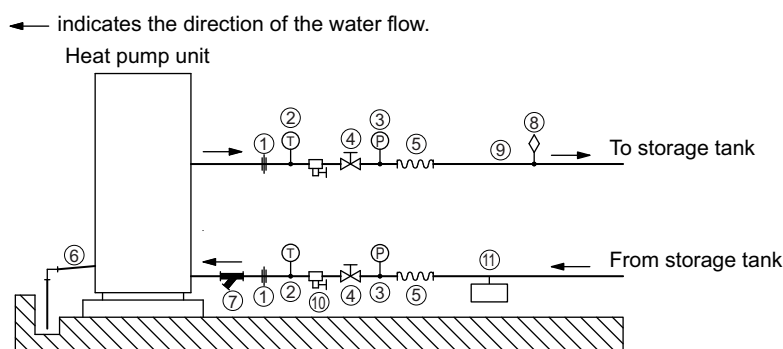 ← indicates the direction of the water flow.
Heat pump unit
② ③ ⑧
① T ④ P ⑤ ⑨ To storage tank
⑥ T P ⑪ From storage tank
⑦ ① ② ⑩ ④ ③ ⑤